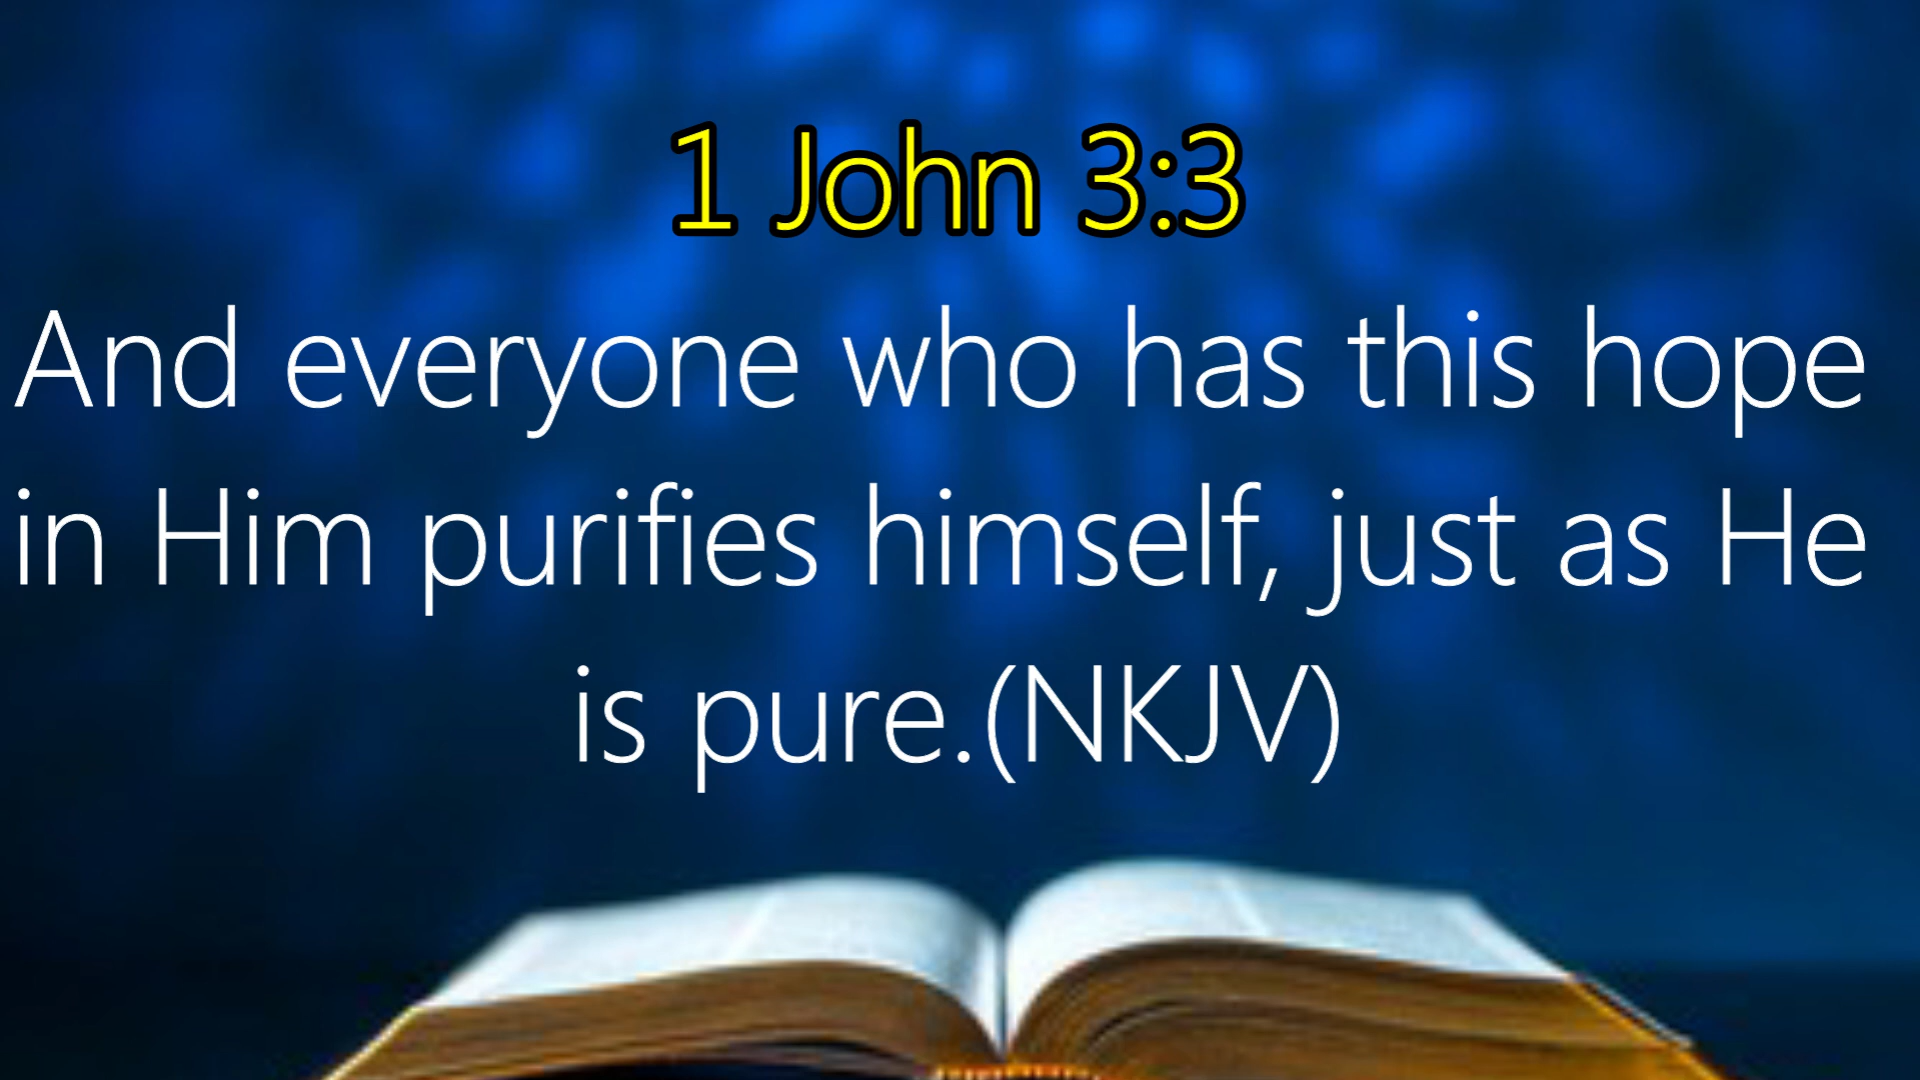 1 John 3:3
And everyone who has this hope
in Him purifies himself, just as He
is pure.(NKJV)